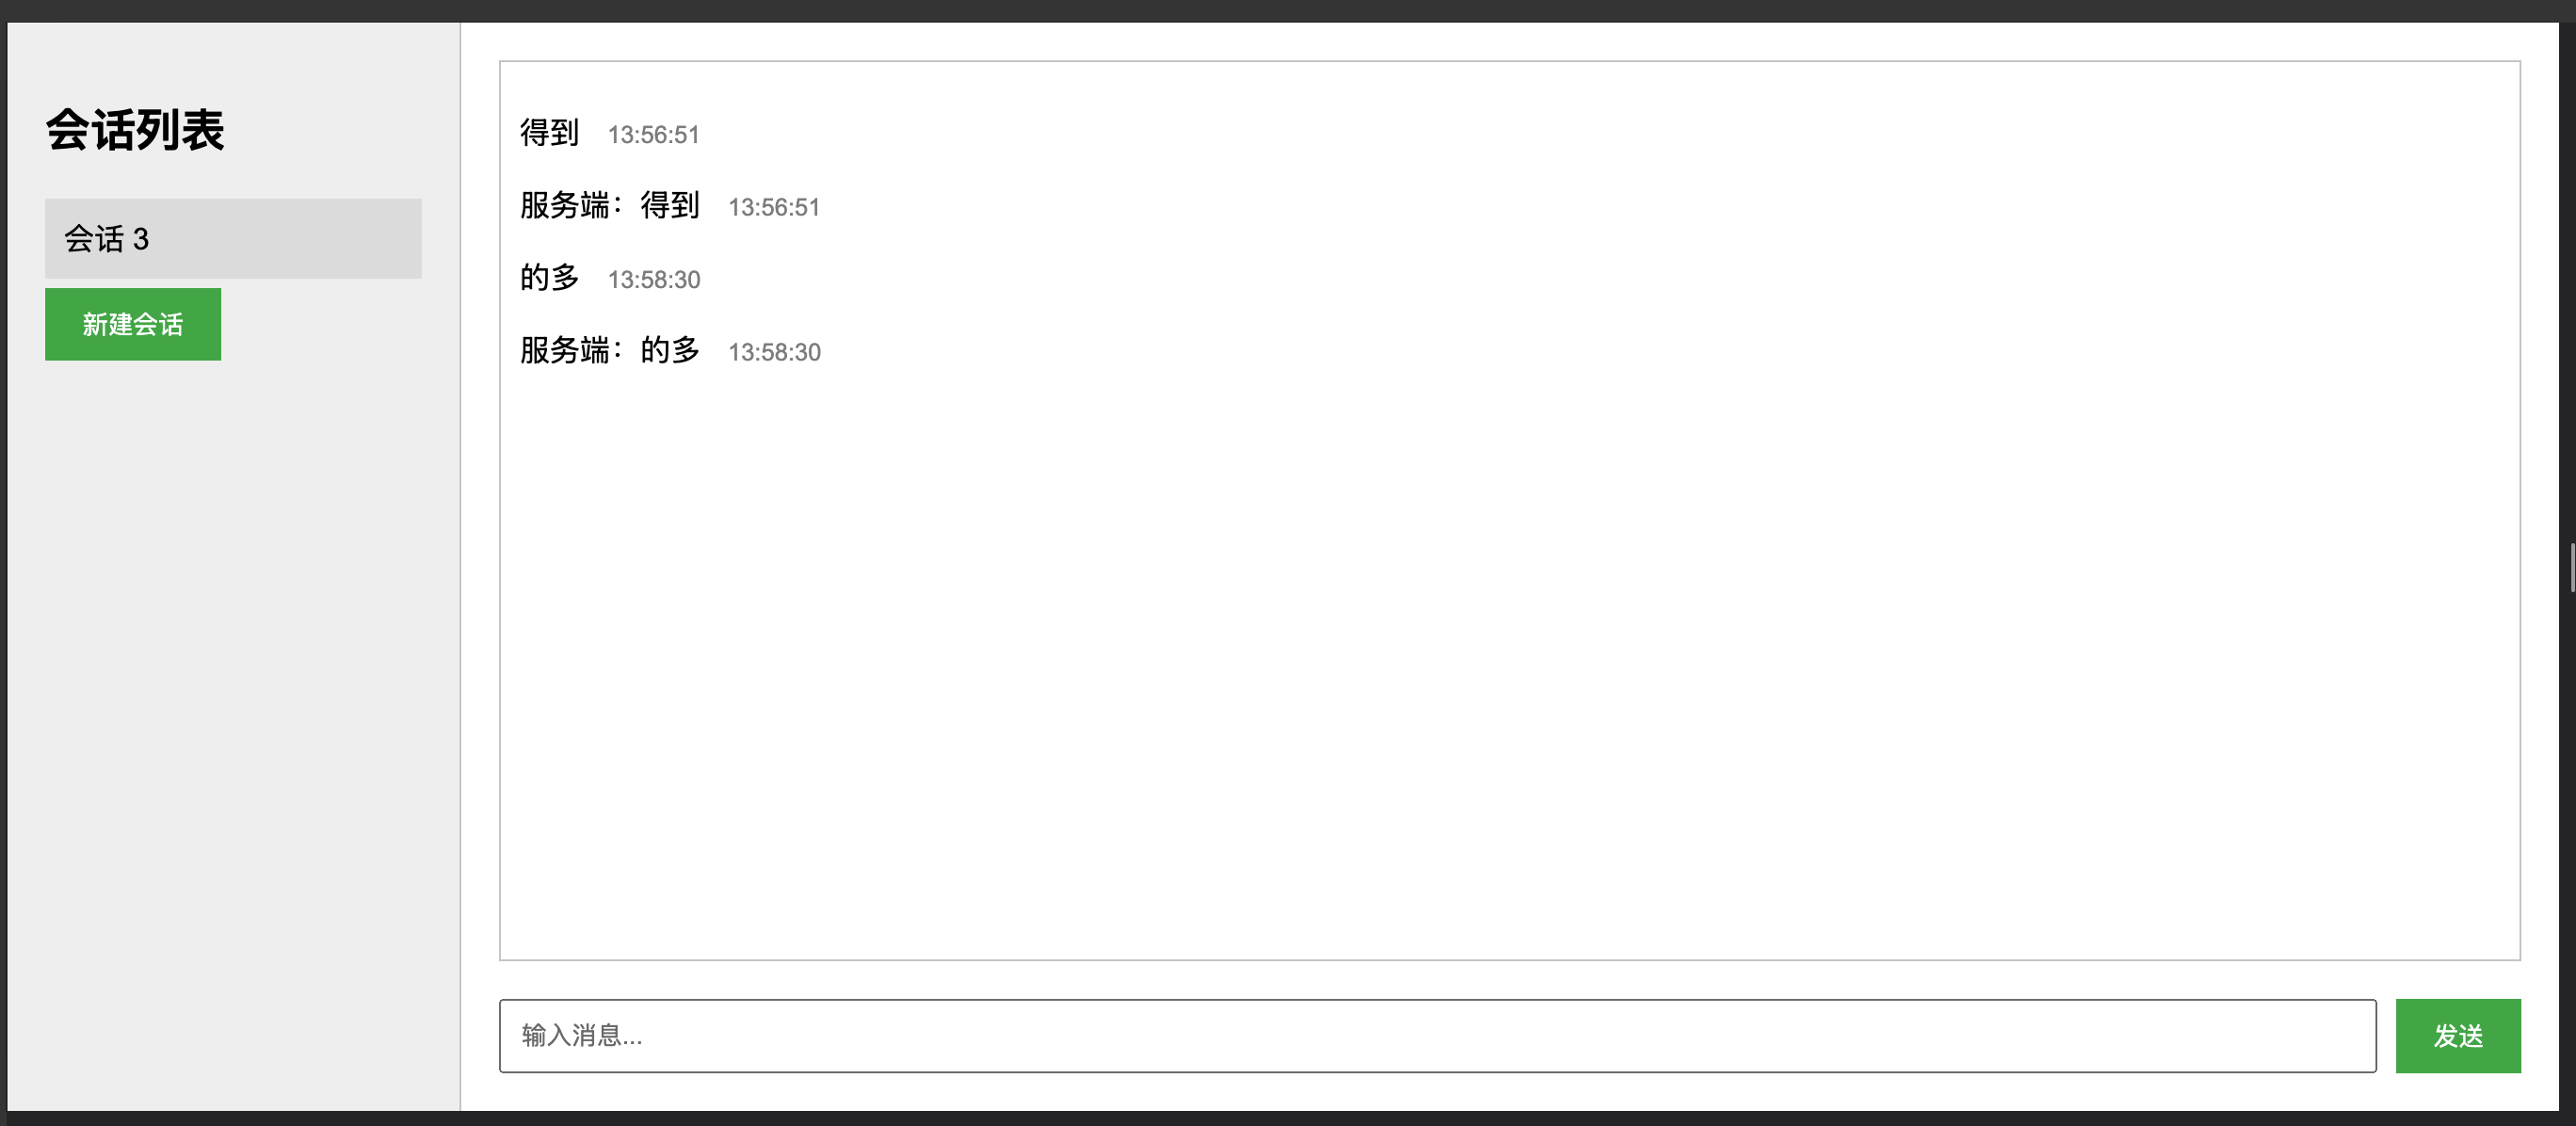 会话列表
会话 3
新建会话
得到 13:56:51
服务端：得到 13:56:51
的多 13:58:30
服务端：的多 13:58:30
输入消息...
发送